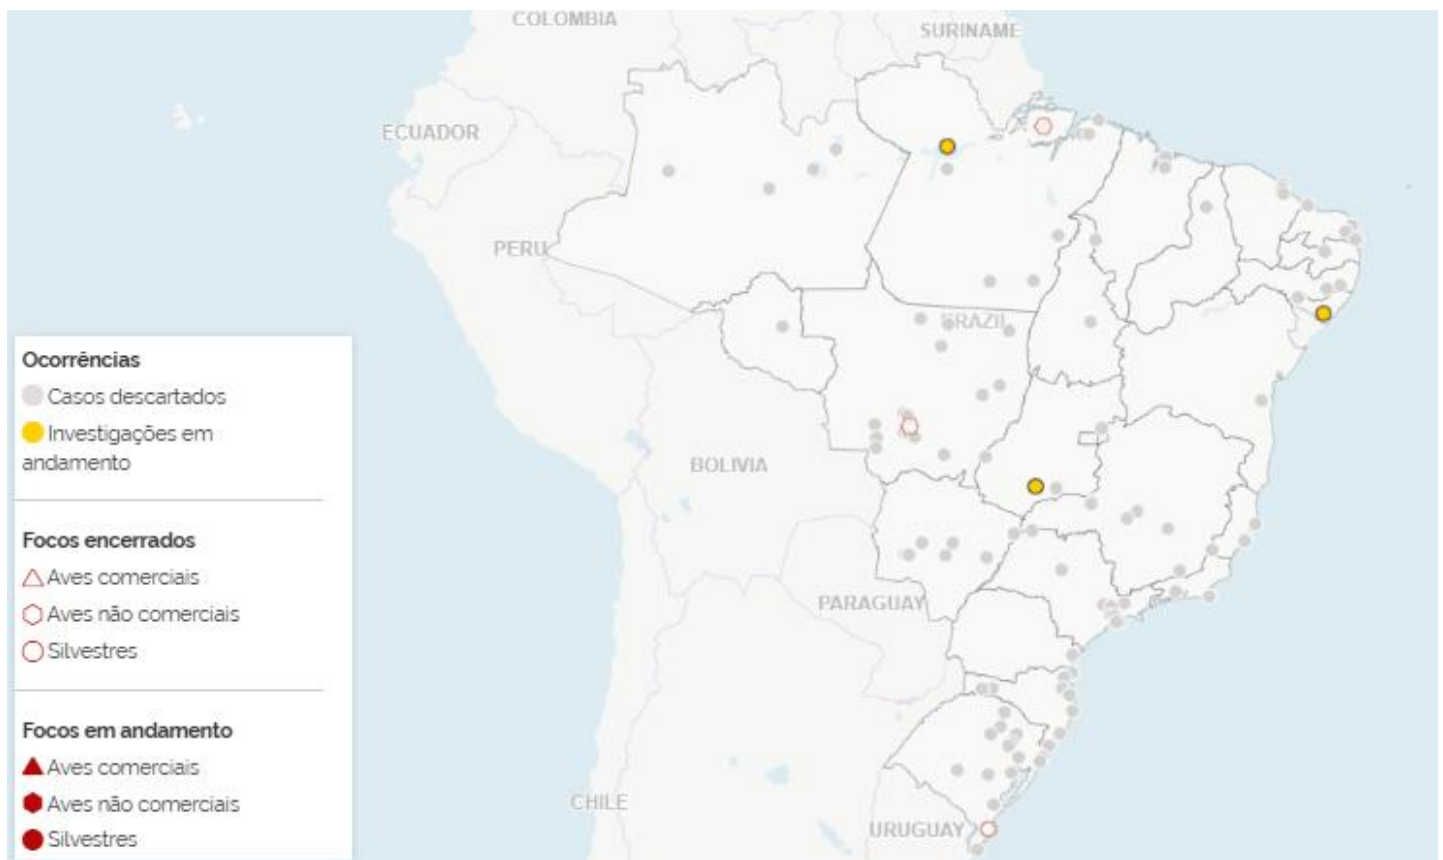 COLOMBIA
SURINAME
ECUADOR
PERU
BRAZIL
BOLIVIA
PARAGUAY
CHILE
URUGUAY
Ocorrências
Casos descartados
Investigações em
andamento
Focos encerrados
Aves comerciais
Aves não comerciais
Silvestres
Focos em andamento
Aves comerciais
Aves não comerciais
Silvestres